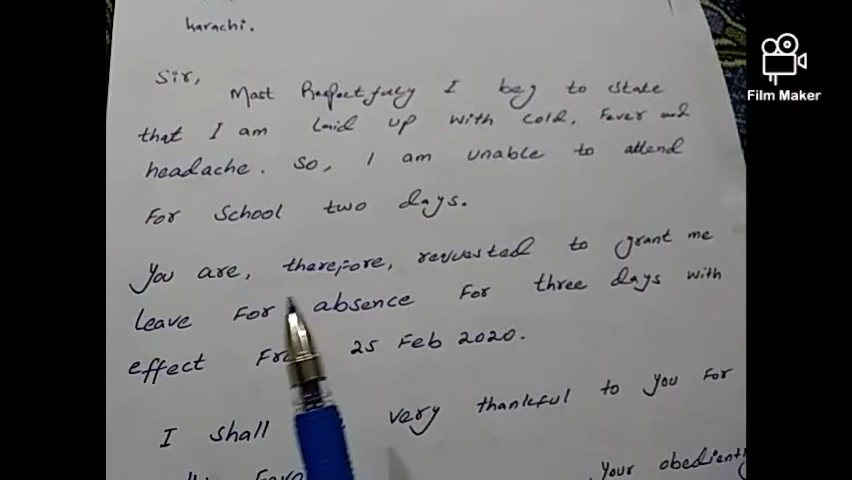 karachi.
Sir,
Most Respectfully I beg to state
that I am laid up with cold, Fever and
headache. So, I am unable to attend
For School two days.
You are, therefore, requested to grant me
leave For absence For three days with
effect 25 Feb 2020.
I shall very thankful to you For
Your obediently
Film Maker